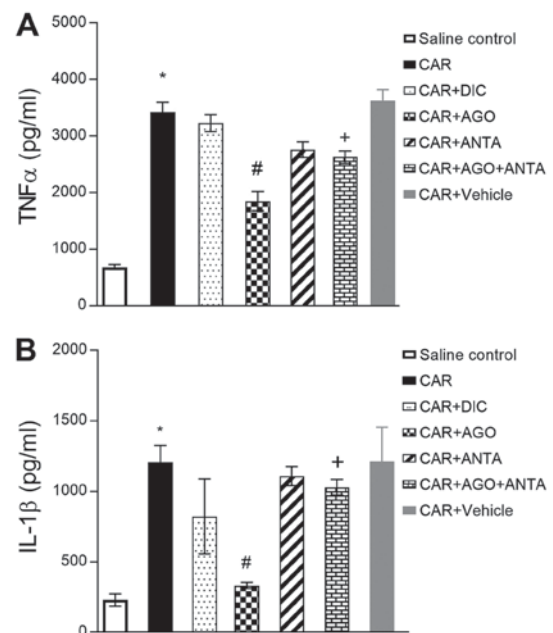 A
TNFα (pg/ml)
5000
4000
3000
2000
1000
0
*
#
+
Saline control
CAR
CAR+DIC
CAR+AGO
CAR+ANTA
CAR+AGO+ANTA
CAR+Vehicle
B
IL-1β (pg/ml)
2000
1500
1000
500
0
*
#
+
Saline control
CAR
CAR+DIC
CAR+AGO
CAR+ANTA
CAR+AGO+ANTA
CAR+Vehicle